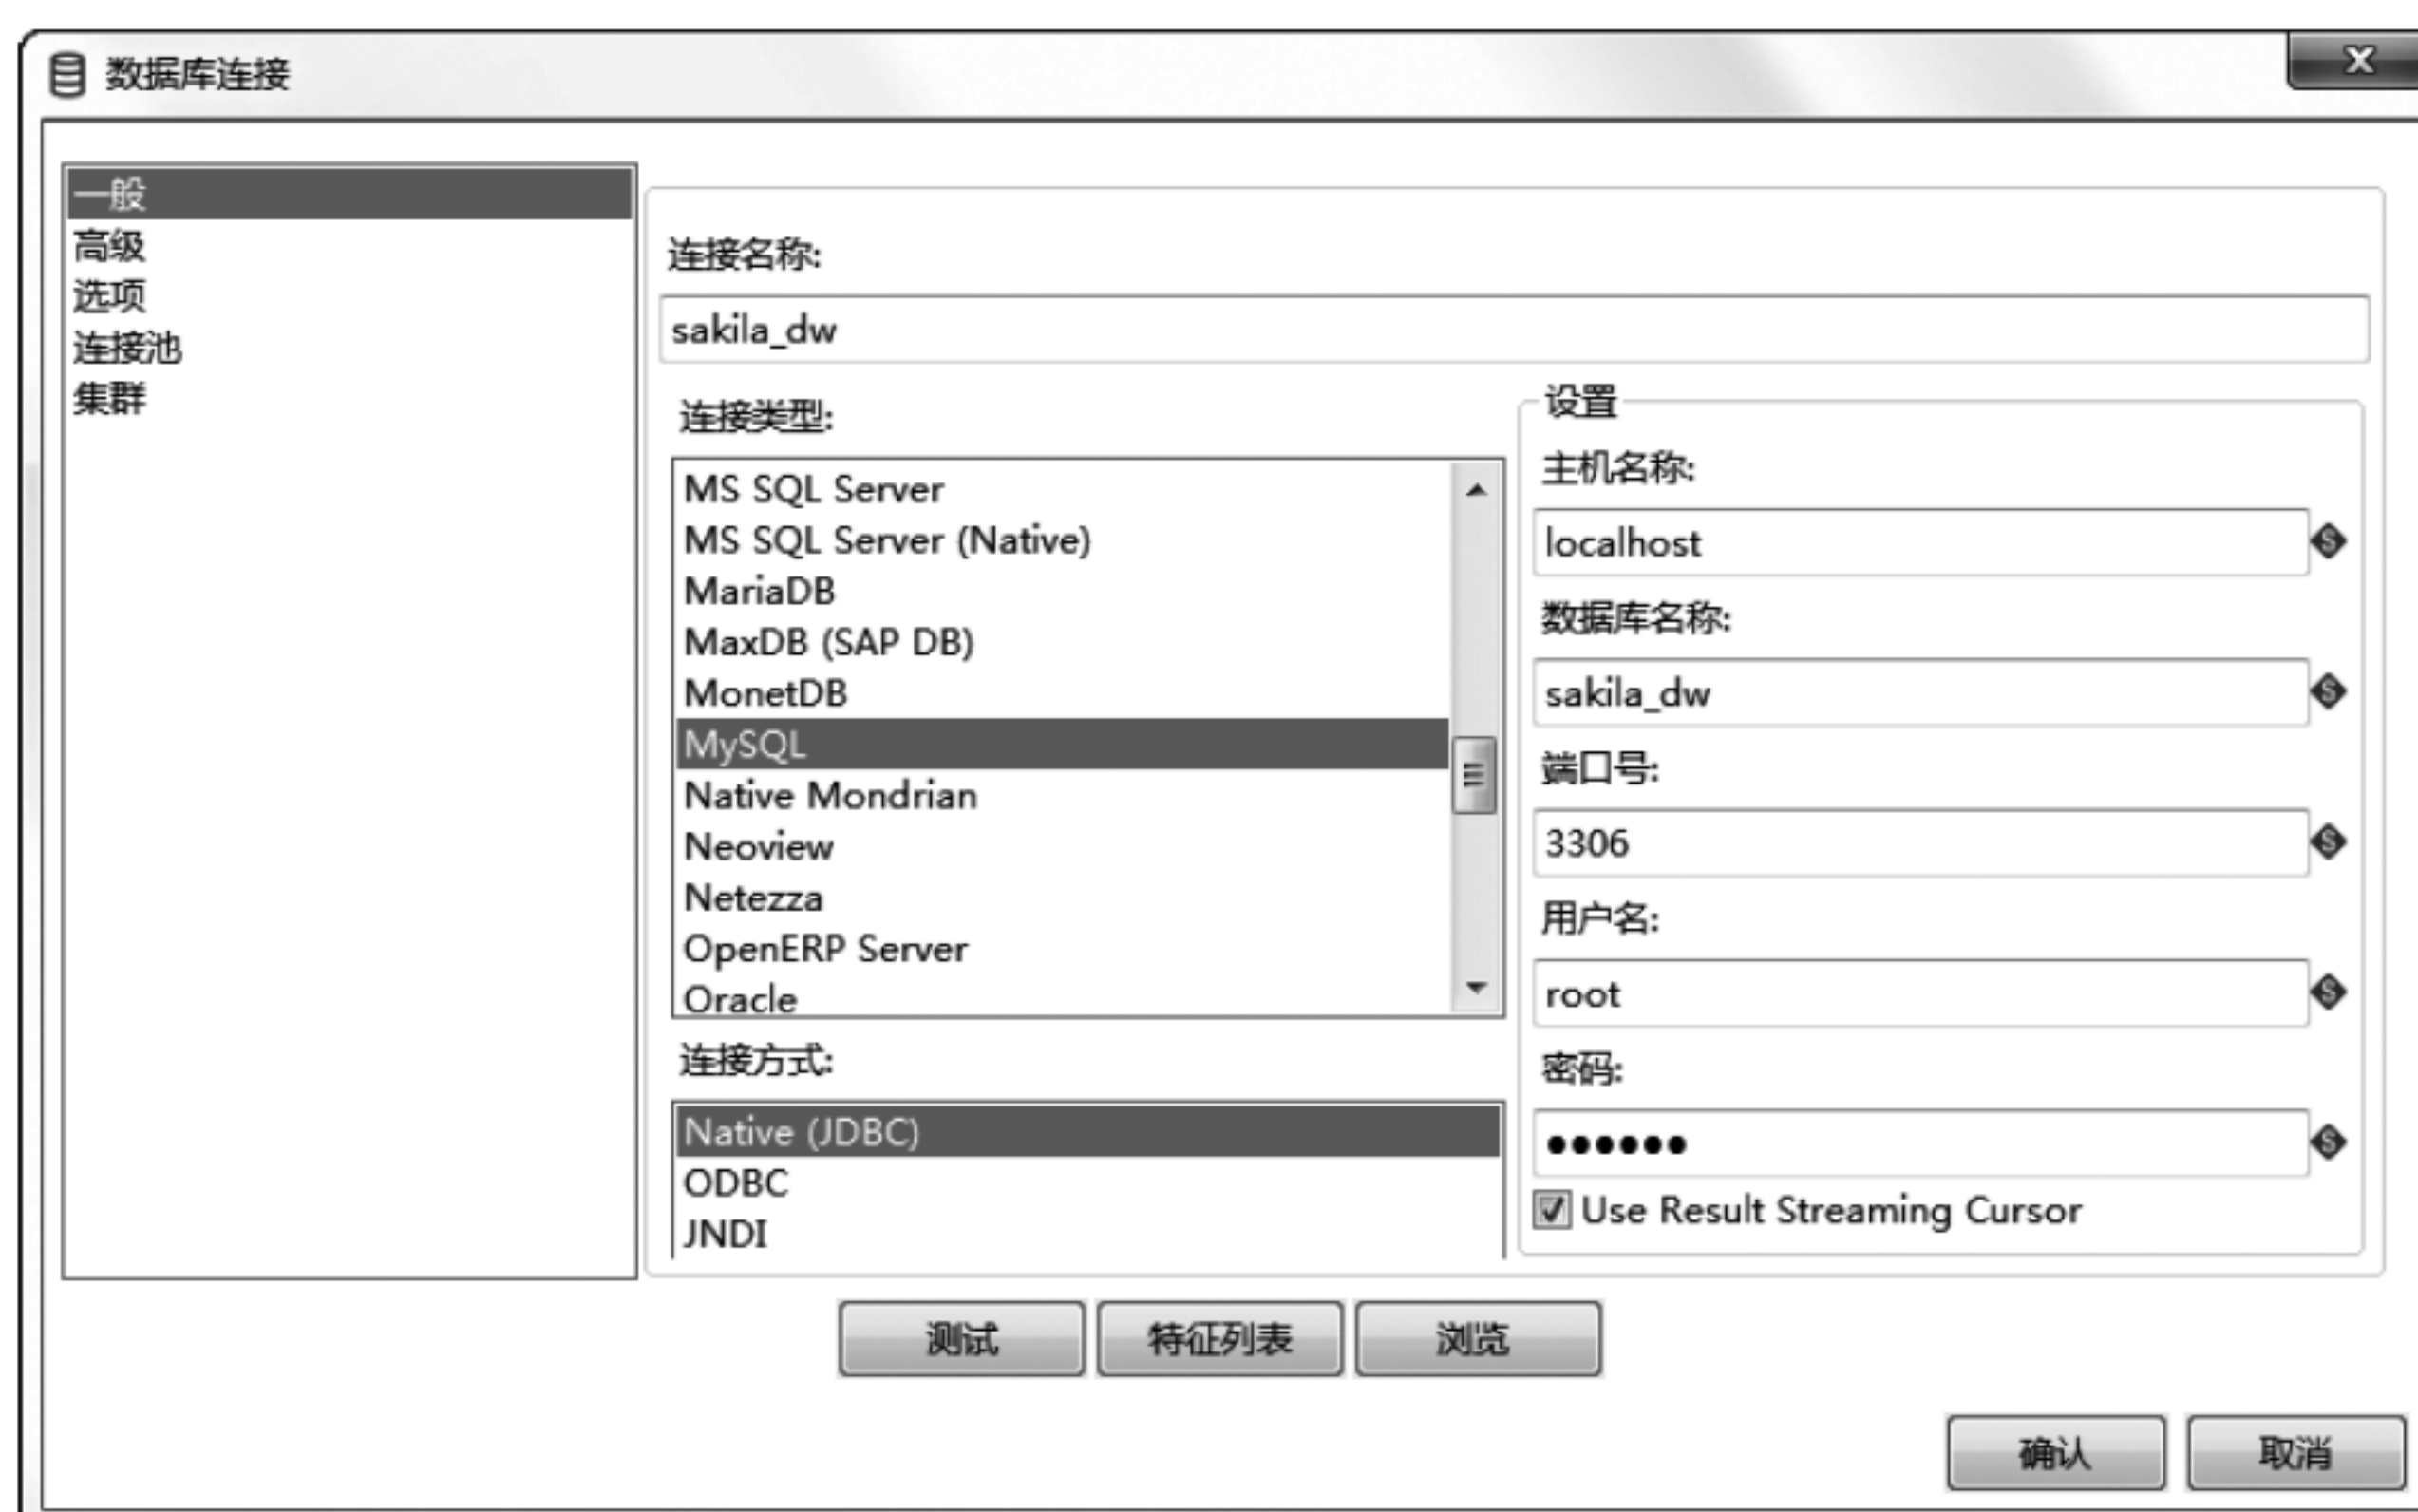 数据库连接
一般
高级
选项
连接池
集群
连接名称:
sakila_dw
连接类型:
MS SQL Server
MS SQL Server (Native)
MariaDB
MaxDB (SAP DB)
MonetDB
MySQL
Native Mondrian
Neoview
Netezza
OpenERP Server
Oracle
连接方式:
Native (JDBC)
ODBC
JNDI
设置
主机名称:
localhost
数据库名称:
sakila_dw
端口号:
3306
用户名:
root
密码:
●●●●●●
Use Result Streaming Cursor
测试
特征列表
浏览
确认
取消